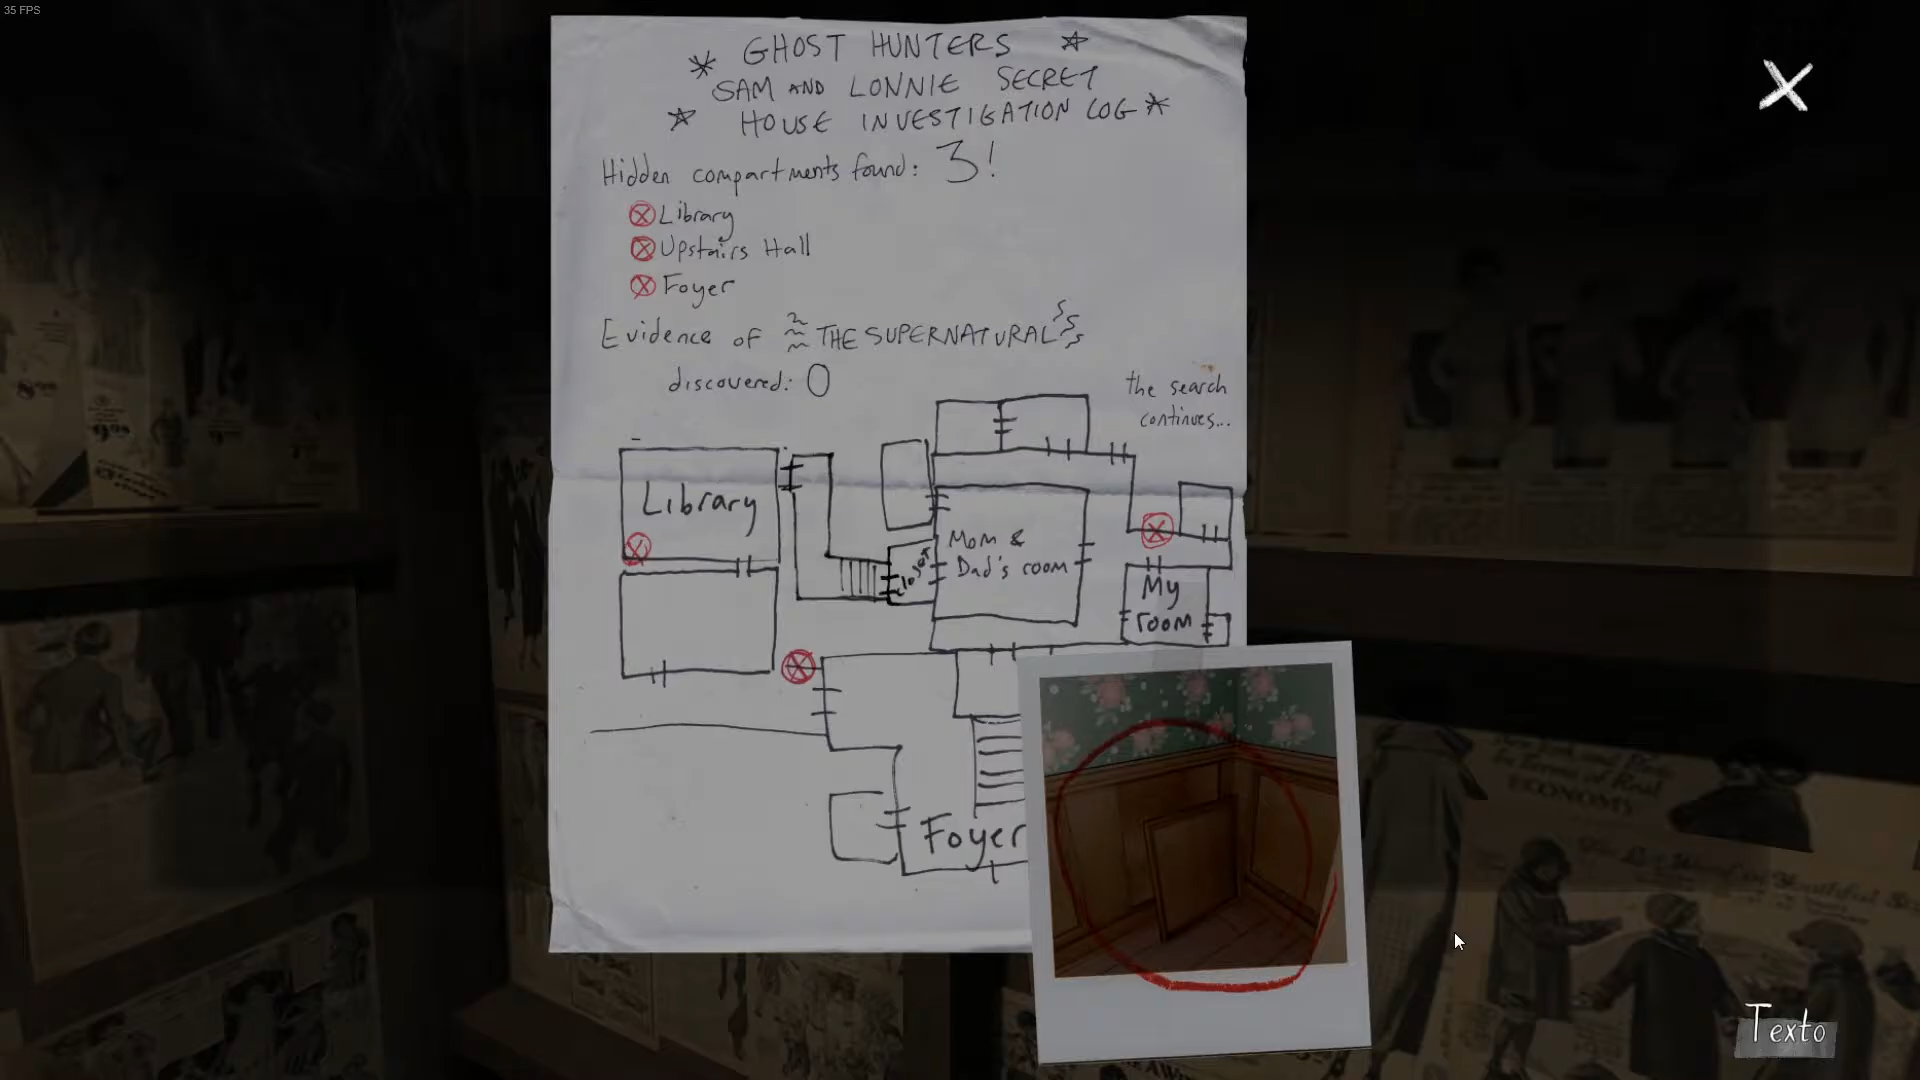 35 FPS
GHOST HUNTERS
SAM AND LONNIE SECRET
HOUSE INVESTIGATION LOG
Hidden compartments found: 3!
Library
Upstairs Hall
Foyer
Evidence of THE SUPERNATURAL
discovered: 0
the search
continues...
Library
Mom &
Dad's room
closet
My
room
Foyer
Texto